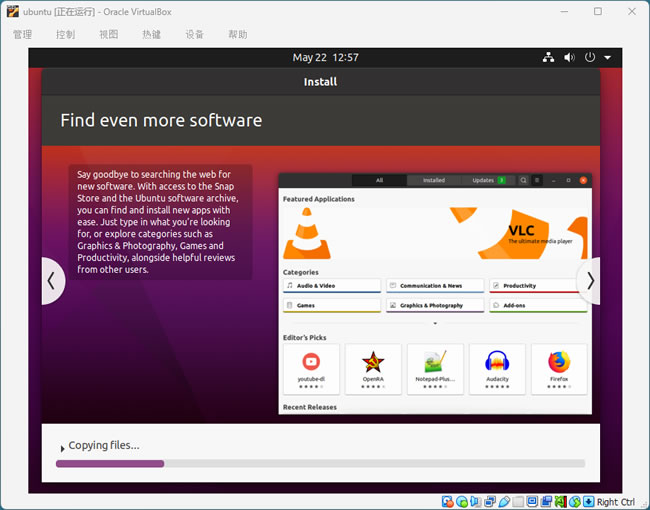 ubuntu [正在运行] - Oracle VirtualBox
管理 控制 视图 热键 设备 帮助
May 22 12:57
Install
Find even more software
Say goodbye to searching the web for
new software. With access to the Snap
Store and the Ubuntu software archive,
you can find and install new apps with
ease. Just type in what you're looking
for, or explore categories such as
Graphics & Photography, Games and
Productivity, alongside helpful reviews
from other users.
All Installed Updates
Featured Applications
VLC
The ultimate media player
Categories
Audio & Video Communication & News Productivity
Games Graphics & Photography Add-ons
Editor's Picks
youtube-dl OpenRA Notepad-Plus... Audacity Firefox
Recent Releases
Copying files...
Right Ctrl